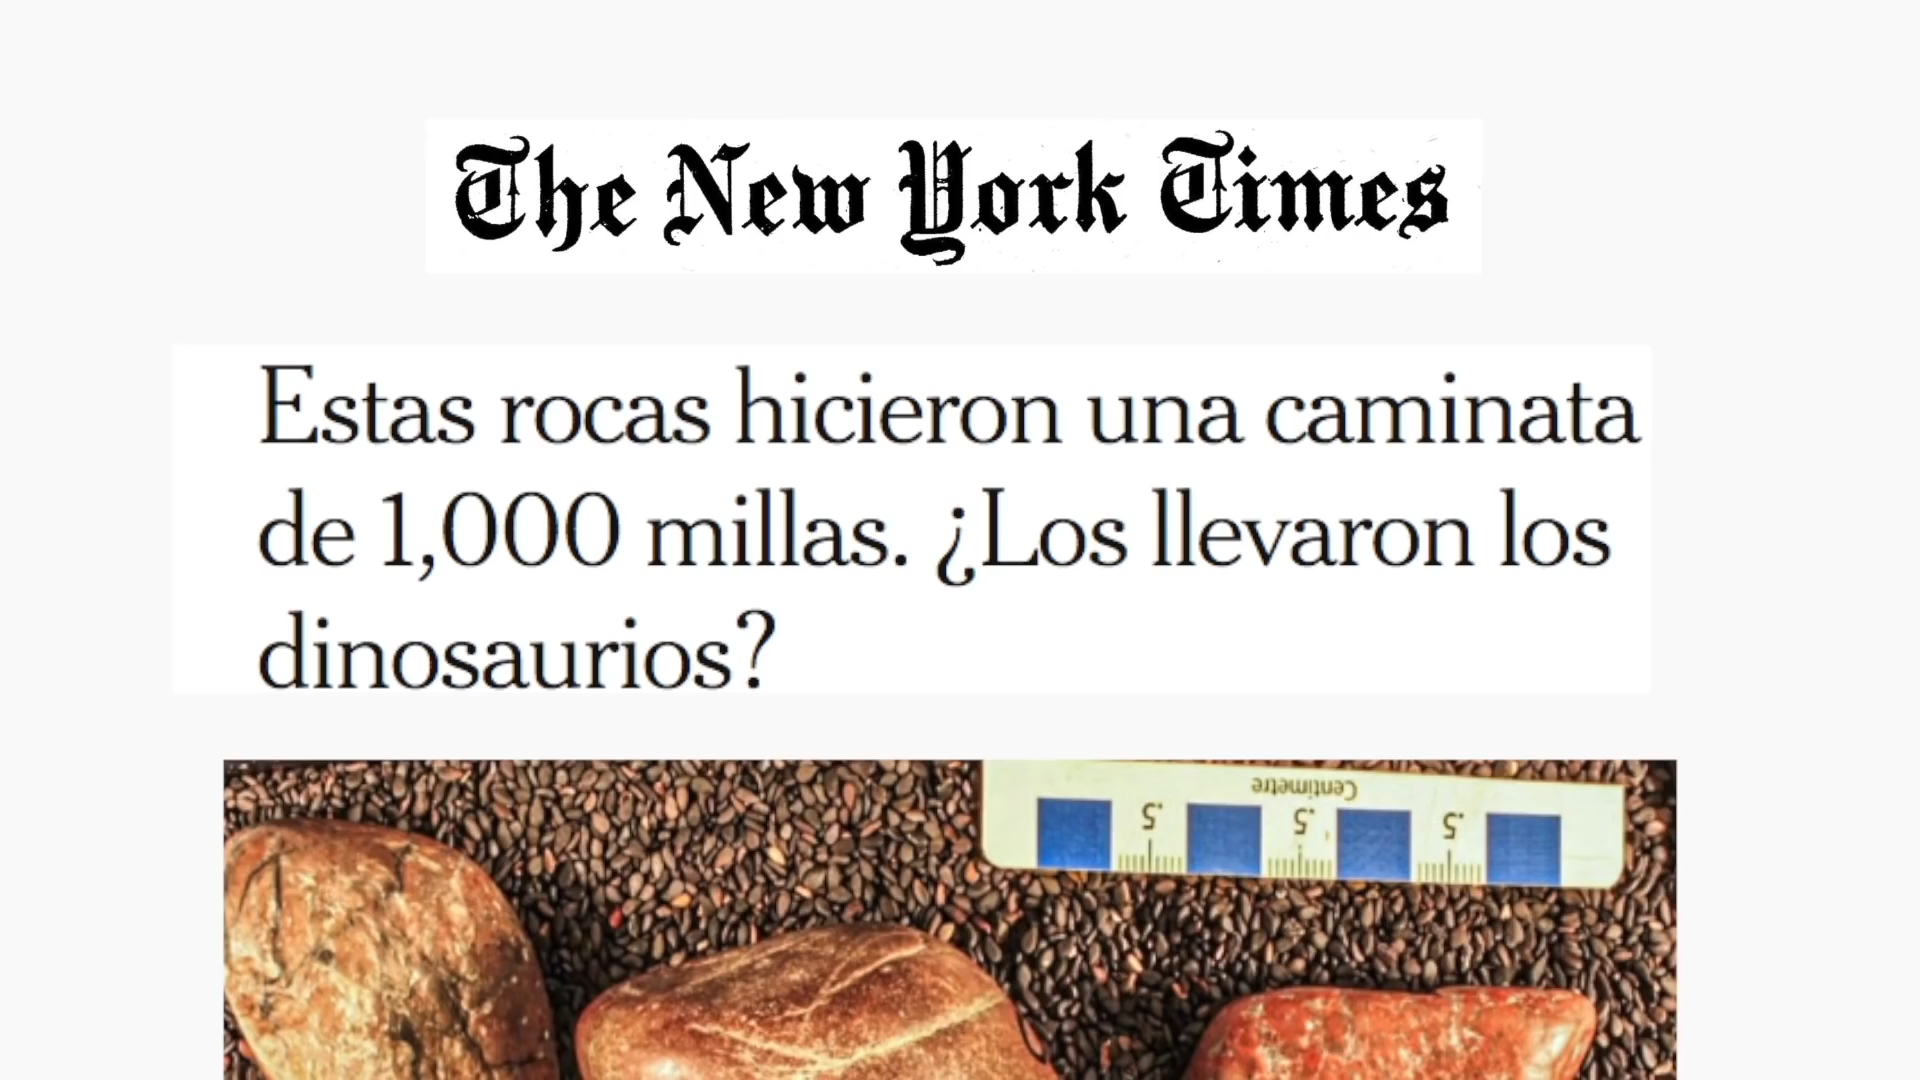 The New York Times
Estas rocas hicieron una caminata
de 1,000 millas. ¿Los llevaron los
dinosaurios?
Centimetre
.5 .5 .5